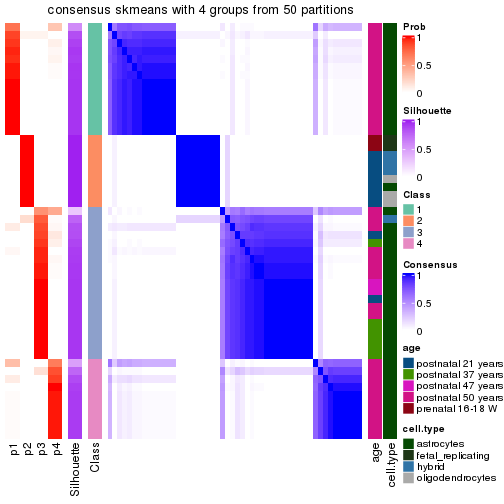 consensus skmeans with 4 groups from 50 partitions
Prob
1
0.5
0
Silhouette
1
0.5
0
Class
1
2
3
4
Consensus
1
0.5
0
age
postnatal 21 years
postnatal 37 years
postnatal 47 years
postnatal 50 years
prenatal 16-18 W
cell.type
astrocytes
fetal_replicating
hybrid
oligodendrocytes
p1
p2
p3
p4
Silhouette
Class
age
cell.type